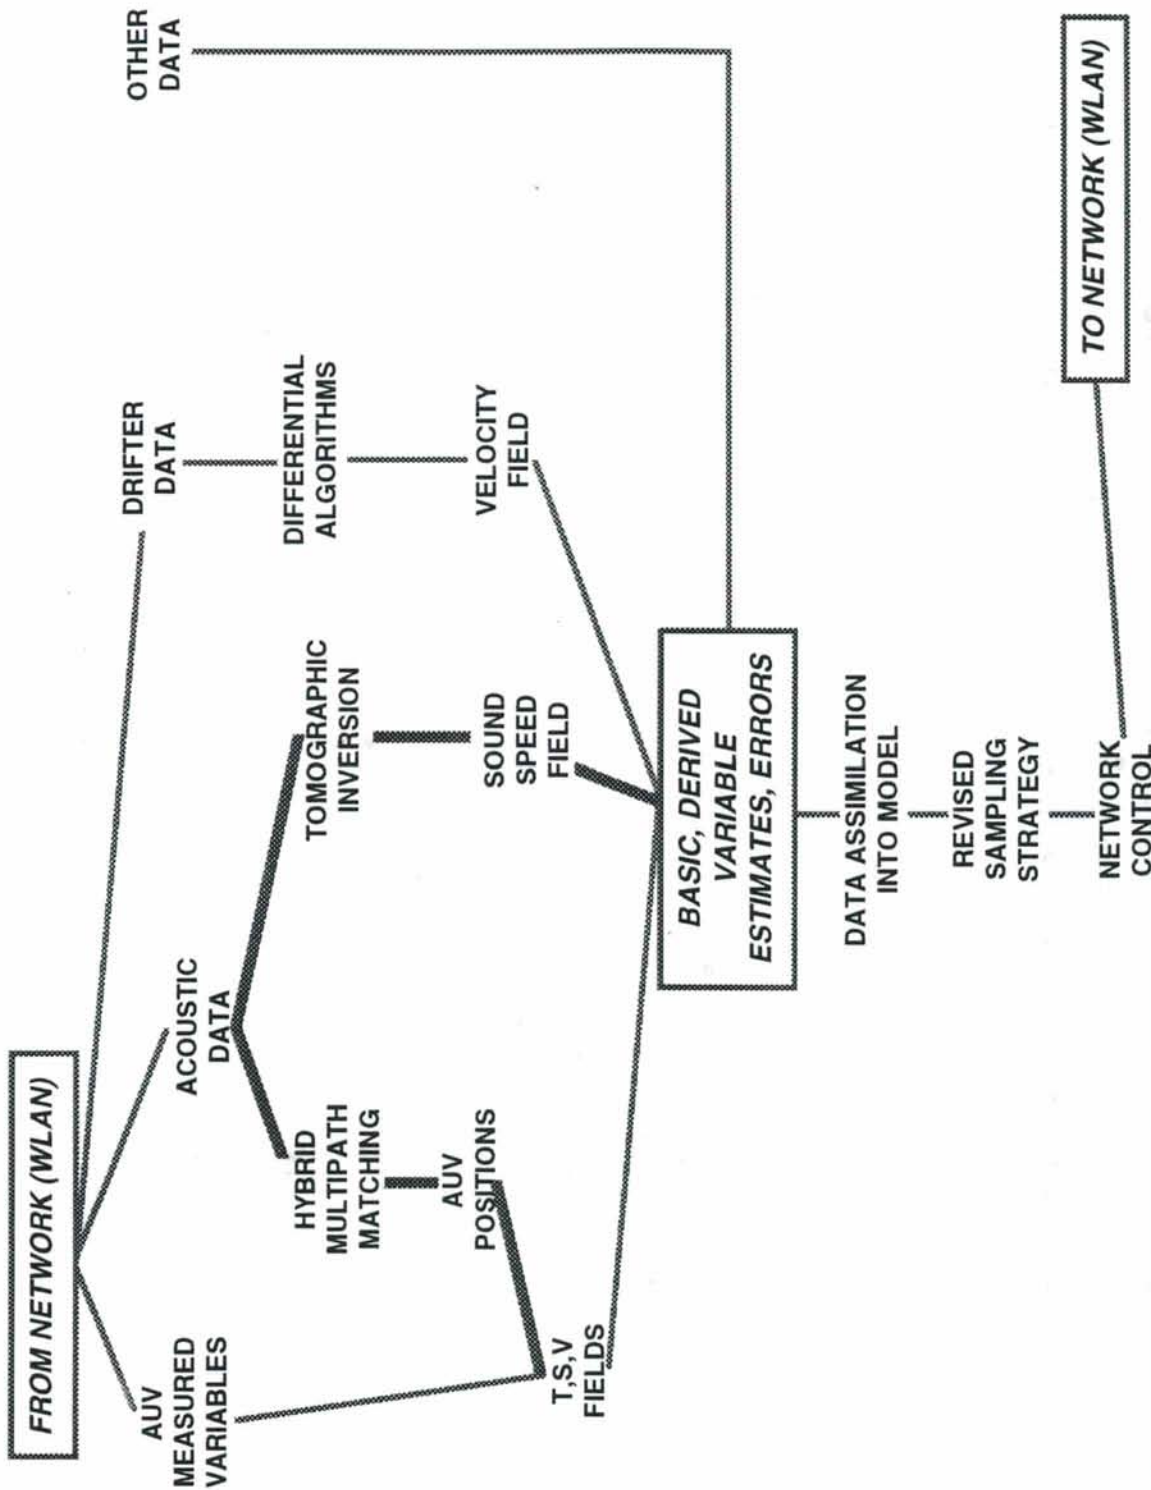 FROM NETWORK (WLAN)
AUV
MEASURED
VARIABLES
ACOUSTIC
DATA
DRIFTER
DATA
OTHER
DATA
HYBRID
MULTIPATH
MATCHING
TOMOGRAPHIC
INVERSION
DIFFERENTIAL
ALGORITHMS
AUV
POSITIONS
SOUND
SPEED
FIELD
VELOCITY
FIELD
T,S,V
FIELDS
BASIC, DERIVED
VARIABLE
ESTIMATES, ERRORS
DATA ASSIMILATION
INTO MODEL
REVISED
SAMPLING
STRATEGY
NETWORK
CONTROL
TO NETWORK (WLAN)